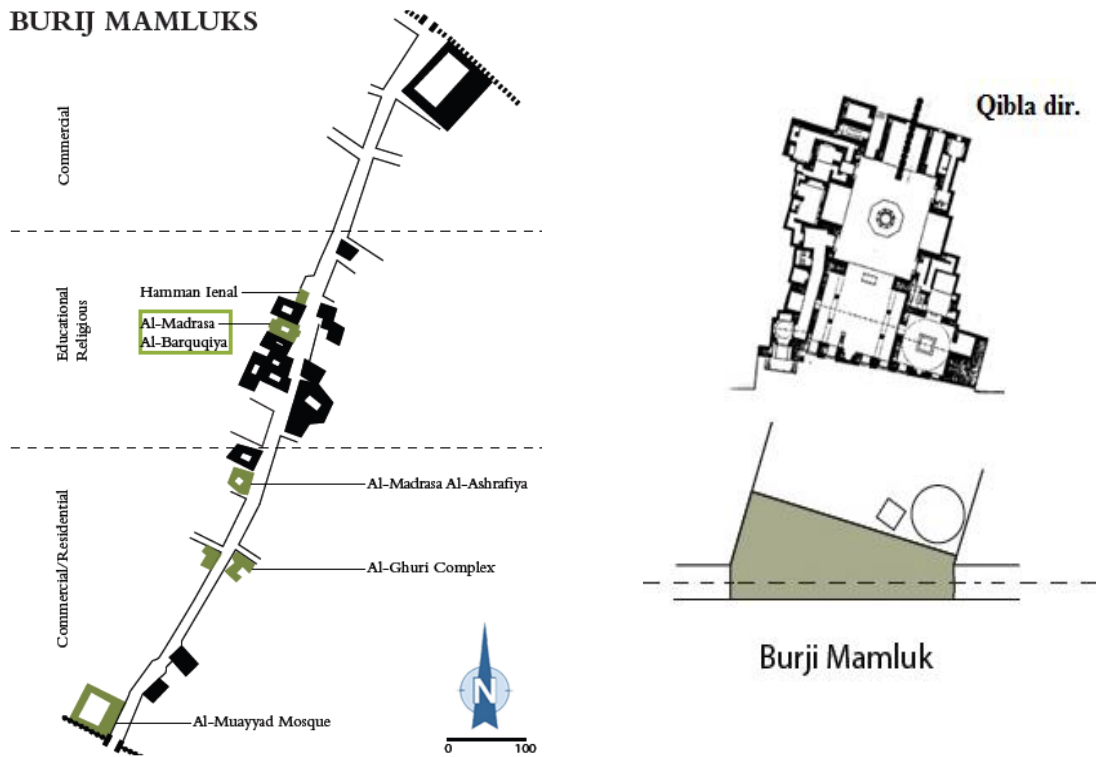 BURIJ MAMLUKS
Commercial
Educational
Religious
Commercial/Residential
Hamman Ienal
Al-Madrasa
Al-Barquqiya
Al-Madrasa Al-Ashrafiya
Al-Ghuri Complex
Al-Muayyad Mosque
N
0 100
Qibla dir.
Burji Mamluk